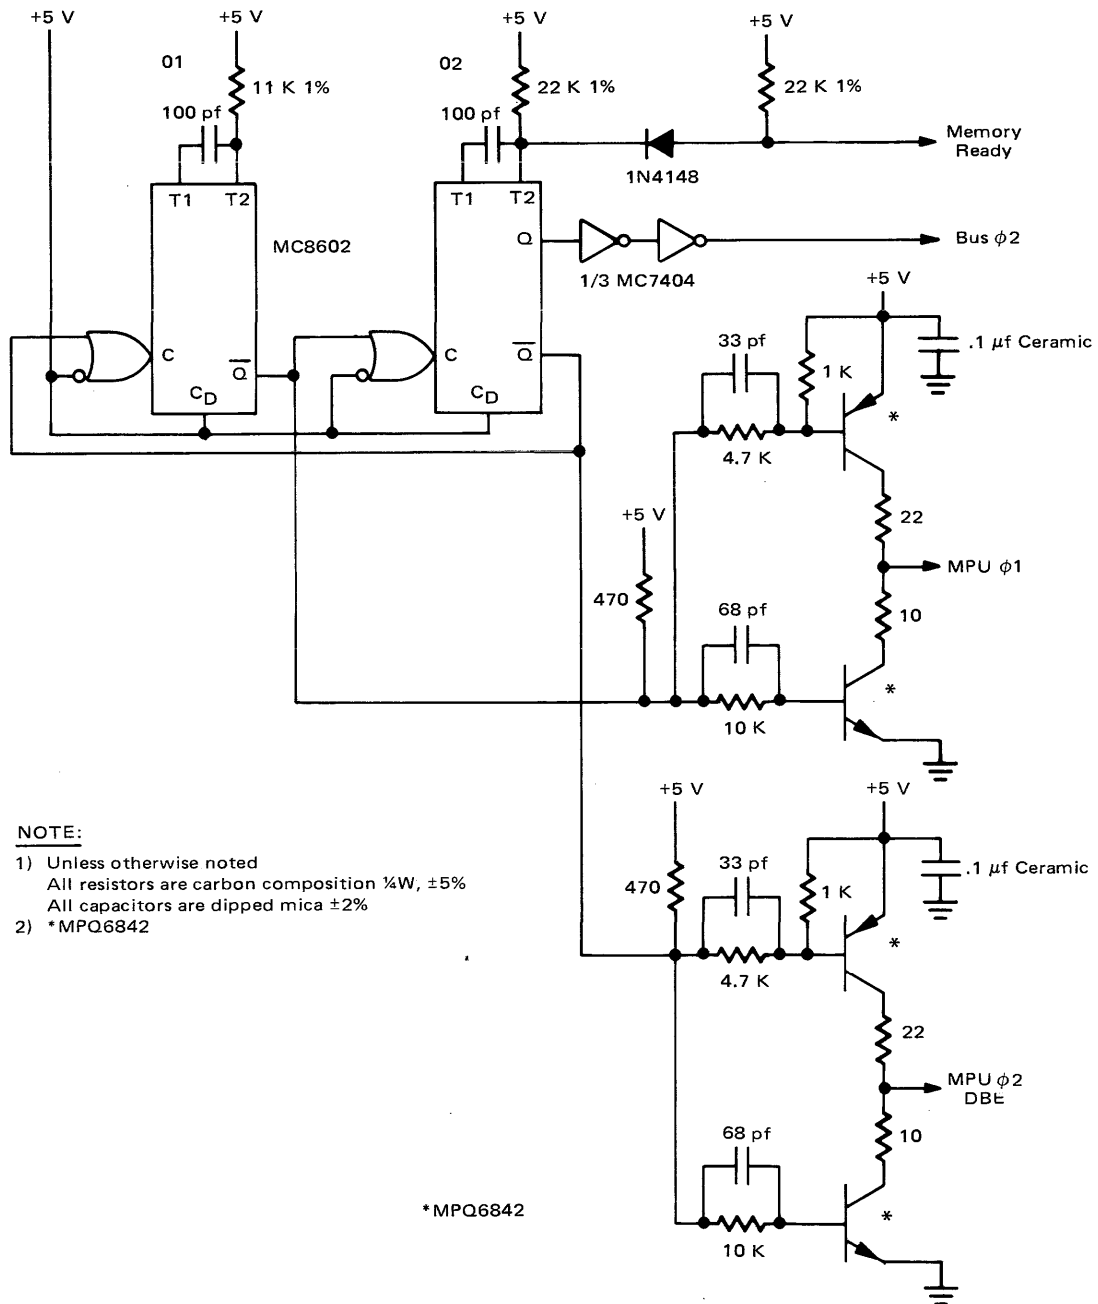 +5 V
+5 V
+5 V
+5 V
01
11 K 1%
02
22 K 1%
22 K 1%
100 pf
100 pf
Memory
Ready
T1 T2
T1 T2
1N4148
MC8602
Q
Bus ϕ2
1/3 MC7404
+5 V
33 pf
.1 µf Ceramic
C
Q̅
C
Q̅
1 K
CD
CD
*
4.7 K
22
+5 V
MPU ϕ1
470
68 pf
10
*
10 K
+5 V
+5 V
NOTE:
1) Unless otherwise noted
All resistors are carbon composition ¼W, ±5%
All capacitors are dipped mica ±2%
2) *MPQ6842
33 pf
.1 µf Ceramic
470
1 K
*
4.7 K
22
MPU ϕ2
DBE
10
68 pf
*MPQ6842
*
10 K